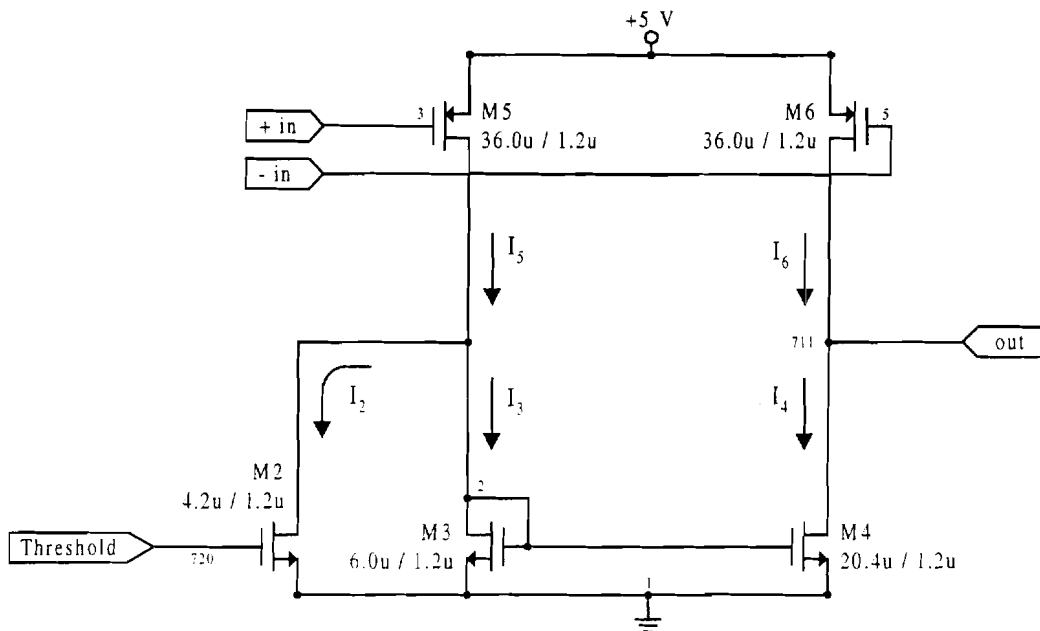 +5 V
+ in
3
M5
36.0u / 1.2u
M6
36.0u / 1.2u
5
- in
I5
I6
711
out
I2
I3
I4
M2
4.2u / 1.2u
2
Threshold
720
M3
6.0u / 1.2u
M4
20.4u / 1.2u
1